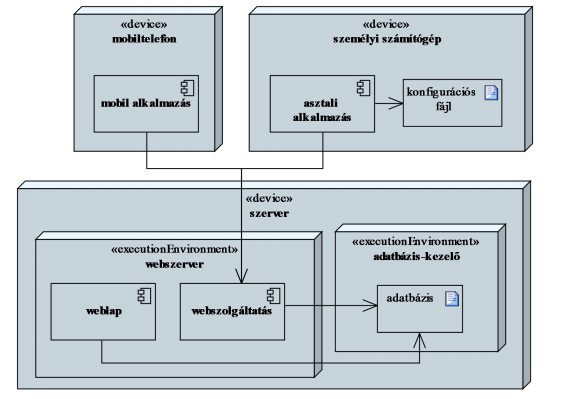 «device»
mobiltelefon
mobil alkalmazás
«device»
személyi számítógép
asztali
alkalmazás
konfigurációs
fájl
«device»
szerver
«executionEnvironment»
webszerver
weblap
webszolgáltatás
«executionEnvironment»
adatbázis-kezelő
adatbázis